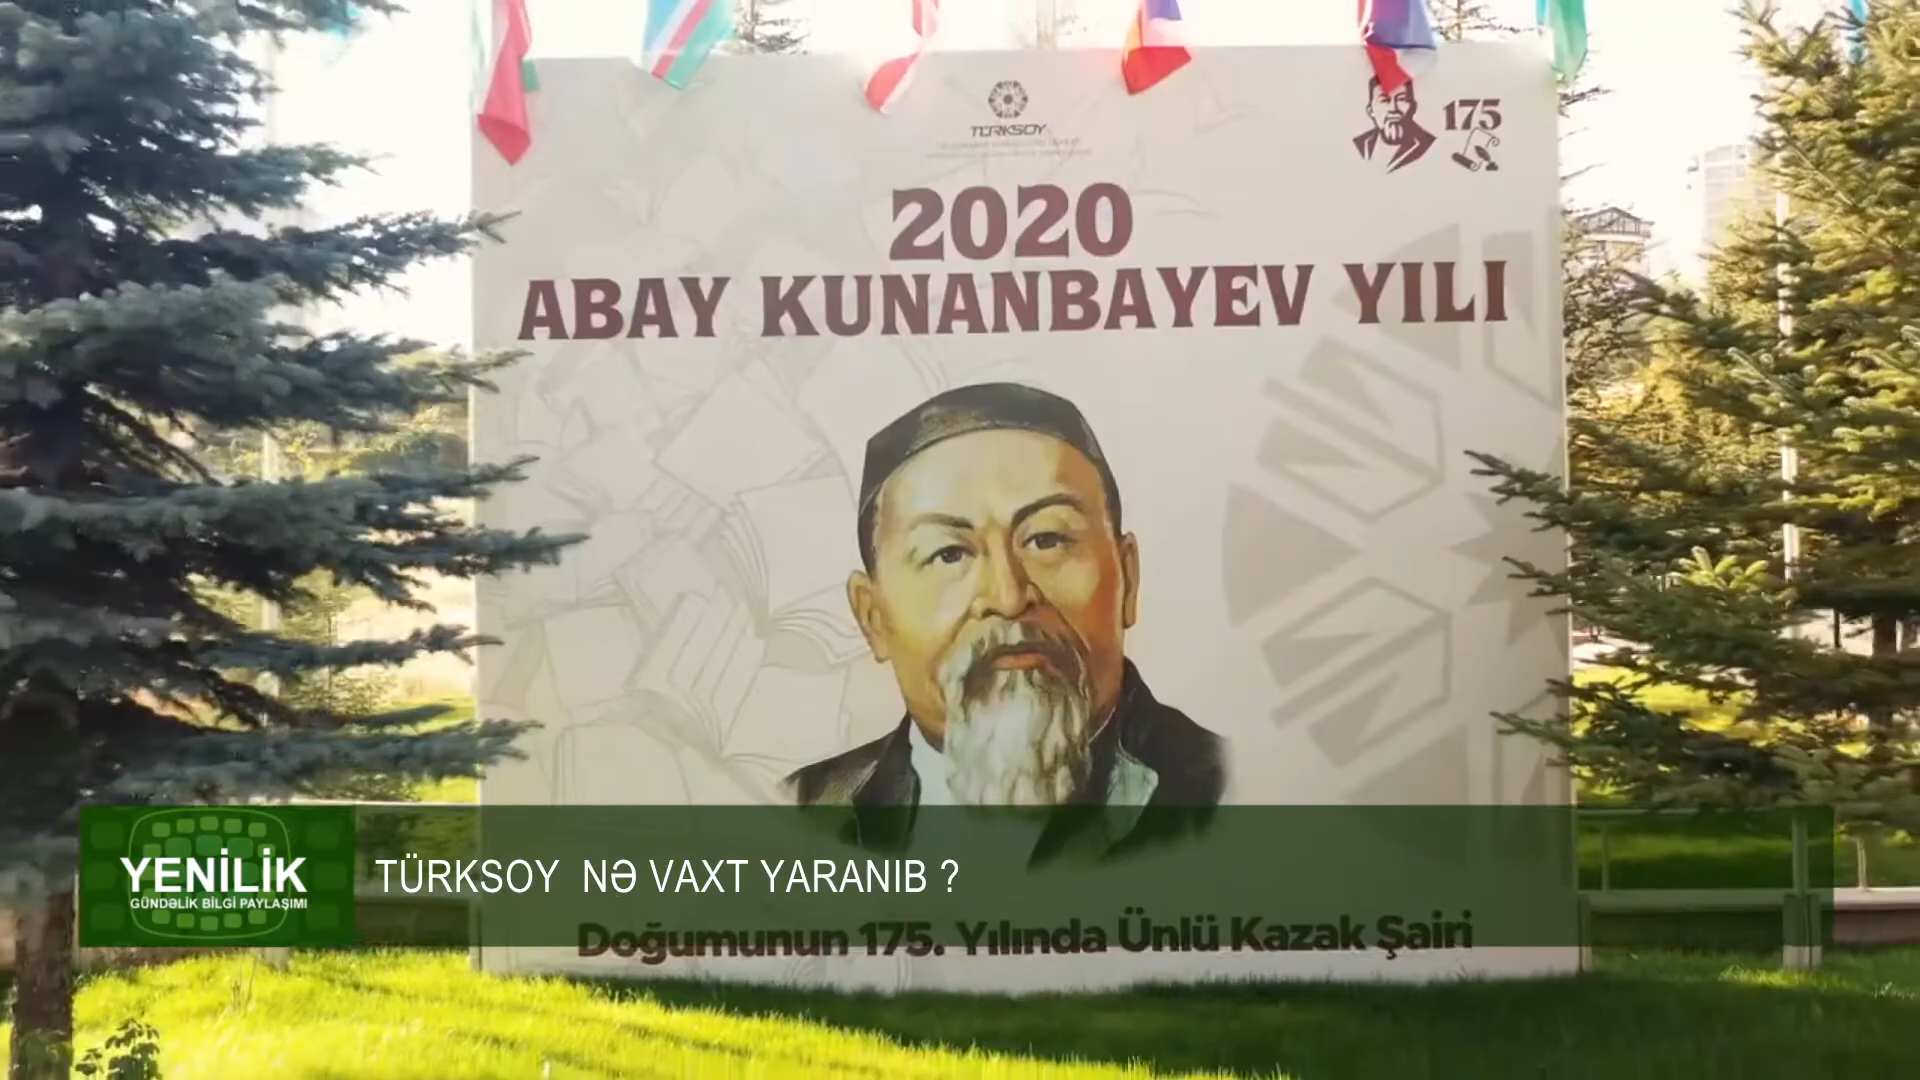 TÜRKSOY
175
2020
ABAY KUNANBAYEV YILI
YENİLİK
GÜNDƏLİK BİLGİ PAYLAŞIMI
TÜRKSOY NƏ VAXT YARANIB ?
Doğumunun 175. Yılında Ünlü Kazak Şairi